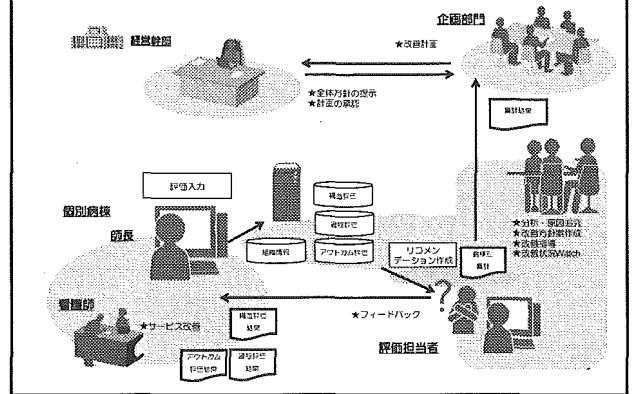 企画部門
経営幹部
★改善計画
★全体方針の提示
★計画の承認
集計結果
評価入力
個別病棟
師長
構造評価
過程評価
組織情報
アウトカム評価
リコメン
デーション作成
病棟別
集計
★分析・原因追究
★改善方針案作成
★改善指導
★改善状況Watch
看護師
★サービス改善
★フィードバック
構造評価
結果
アウトカム
評価結果
過程評価
結果
評価担当者